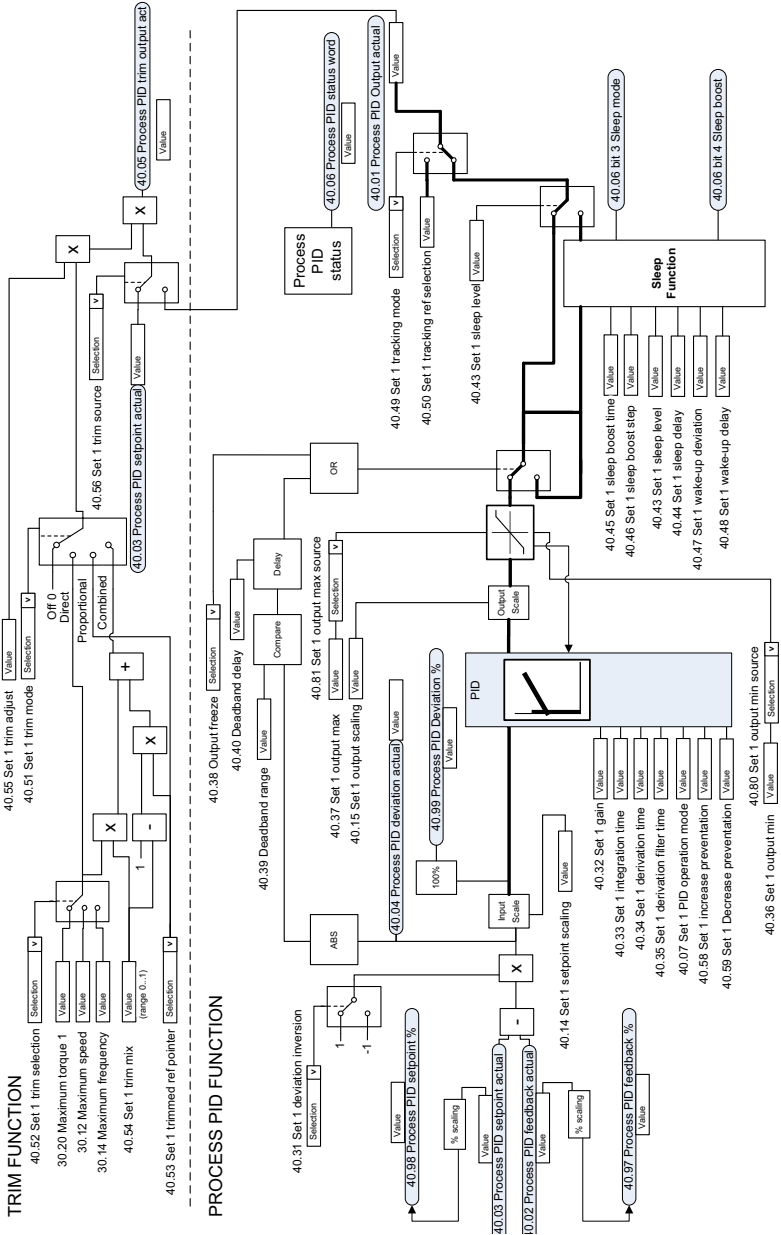 TRIM FUNCTION
40.55 Set 1 trim adjust
Value
40.51 Set 1 trim mode
Selection
v
40.52 Set 1 trim selection
Selection
v
30.20 Maximum torque 1
Value
30.12 Maximum speed
Value
30.14 Maximum frequency
Value
40.54 Set 1 trim mix
Value
(range 0...1)
40.53 Set 1 trimmed ref pointer
Selection
v
1
-
X
X
+
Off 0
Direct
Proportional
Combined
40.56 Set 1 trim source
Selection
v
40.03 Process PID setpoint actual
Value
X
X
40.05 Process PID trim output act
Value
PROCESS PID FUNCTION
40.38 Output freeze
Selection
v
40.40 Deadband delay
Value
40.39 Deadband range
Value
Compare
Delay
OR
ABS
40.31 Set 1 deviation inversion
Selection
v
1
-1
40.37 Set 1 output max
Value
40.81 Set 1 output max source
Selection
v
40.15 Set 1 output scaling
Value
40.04 Process PID deviation actual
Value
40.99 Process PID Deviation %
Value
100%
Value
40.98 Process PID setpoint %
% scaling
Value
40.03 Process PID setpoint actual
40.02 Process PID feedback actual
Value
% scaling
40.97 Process PID feedback %
Value
-
X
Input
Scale
40.14 Set 1 setpoint scaling
Value
PID
Output
Scale
40.32 Set 1 gain
Value
40.33 Set 1 integration time
Value
40.34 Set 1 derivation time
Value
40.35 Set 1 derivation filter time
Value
40.07 Set 1 PID operation mode
Value
40.58 Set 1 increase preventation
Value
40.59 Set 1 Decrease preventation
Value
40.36 Set 1 output min
Value
40.80 Set 1 output min source
Selection
v
Process
PID
status
40.06 Process PID status word
Value
40.01 Process PID Output actual
Value
40.49 Set 1 tracking mode
Selection
v
40.50 Set 1 tracking ref selection
Value
40.43 Set 1 sleep level
Value
Sleep
Function
40.06 bit 3 Sleep mode
40.06 bit 4 Sleep boost
40.45 Set 1 sleep boost time
Value
40.46 Set 1 sleep boost step
Value
40.43 Set 1 sleep level
Value
40.44 Set 1 sleep delay
Value
40.47 Set 1 wake-up deviation
Value
40.48 Set 1 wake-up delay
Value